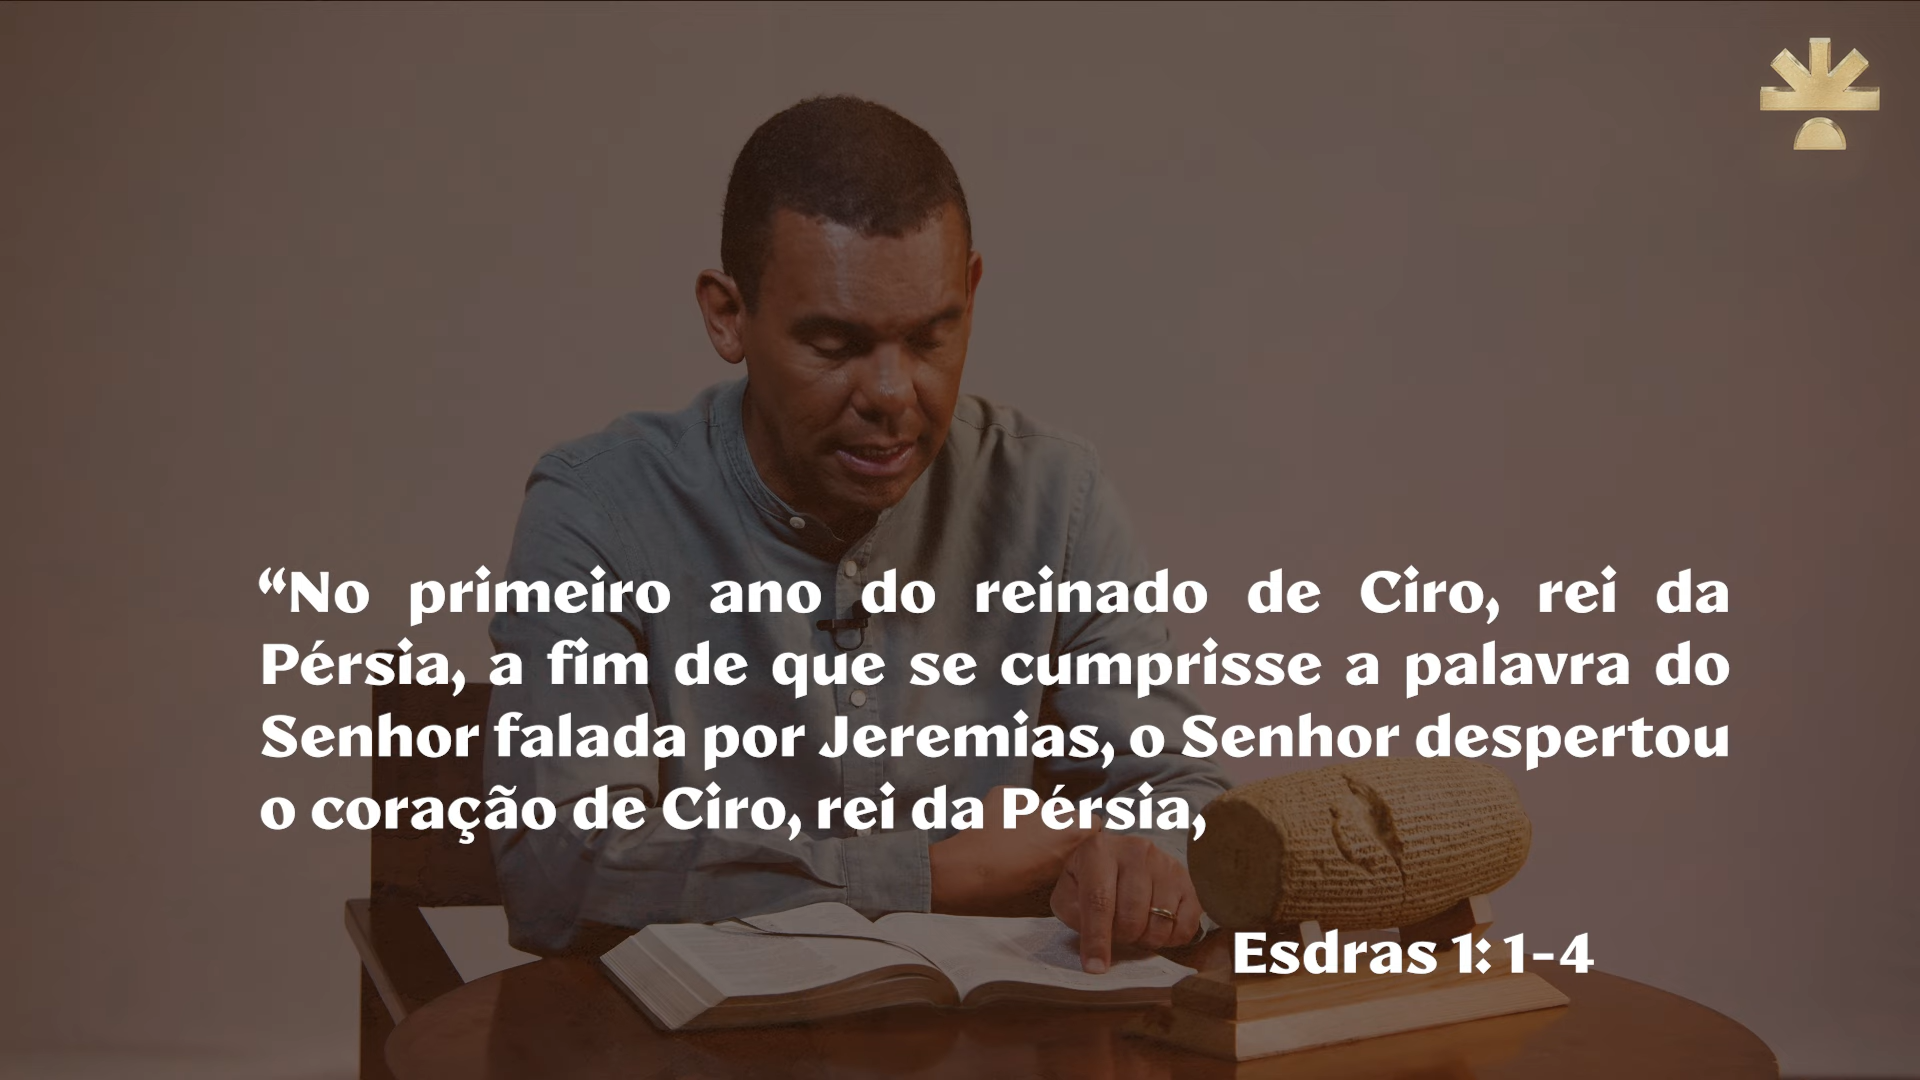 “No primeiro ano do reinado de Ciro, rei da
Pérsia, a fim de que se cumprisse a palavra do
Senhor falada por Jeremias, o Senhor despertou
o coração de Ciro, rei da Pérsia,
Esdras 1: 1-4